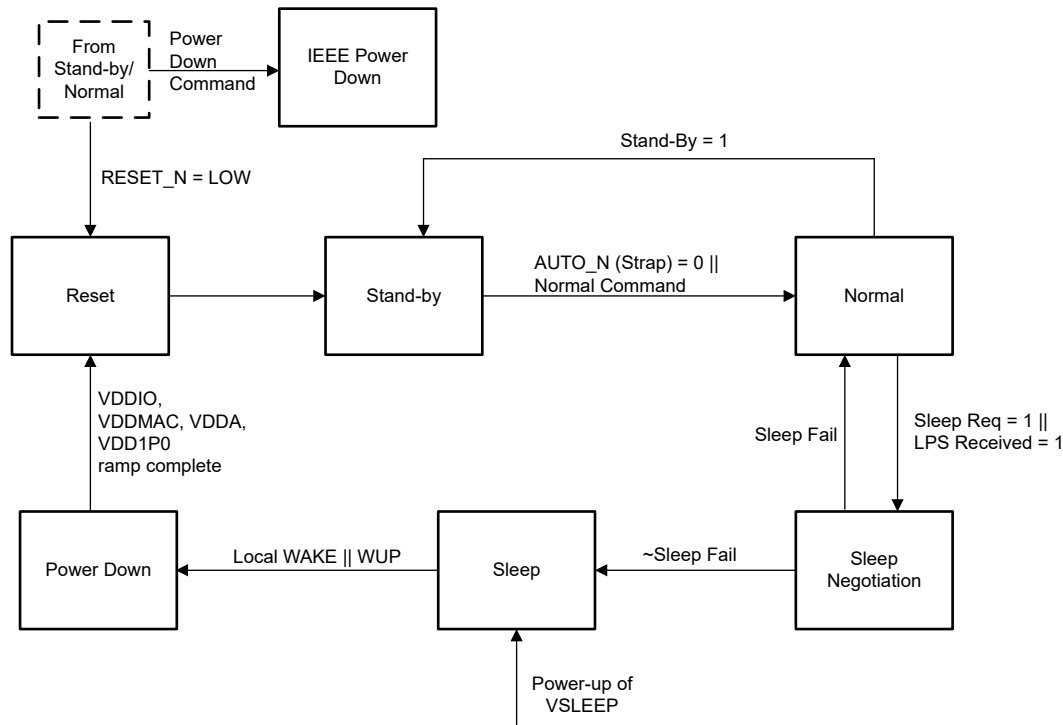 From
Stand-by/
Normal
Power
Down
Command
IEEE Power
Down
Stand-By = 1
RESET_N = LOW
Reset
Stand-by
AUTO_N (Strap) = 0 ||
Normal Command
Normal
VDDIO,
VDDMAC, VDDA,
VDD1P0
ramp complete
Sleep Fail
Sleep Req = 1 ||
LPS Received = 1
Power Down
Local WAKE || WUP
Sleep
~Sleep Fail
Sleep
Negotiation
Power-up of
VSLEEP